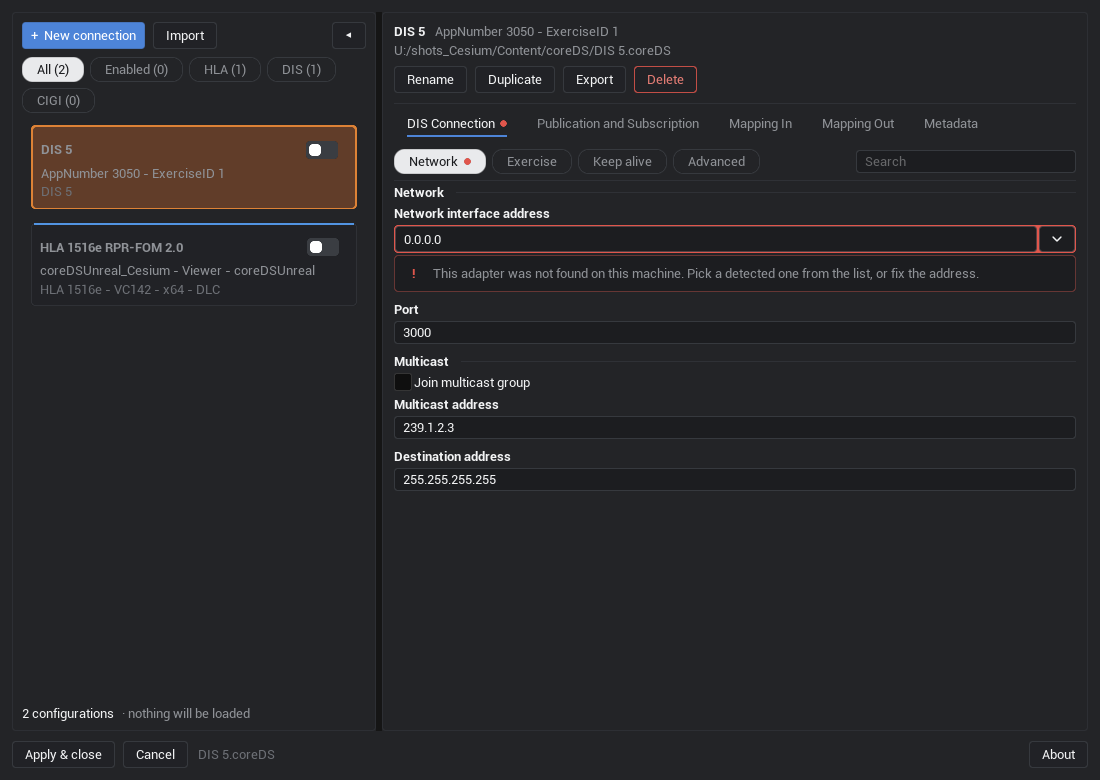 + New connection
Import
All (2)
Enabled (0)
HLA (1)
DIS (1)
CIGI (0)
DIS 5
AppNumber 3050 - ExerciseID 1
DIS 5
HLA 1516e RPR-FOM 2.0
coreDSUnreal_Cesium - Viewer - coreDSUnreal
HLA 1516e - VC142 - x64 - DLC
2 configurations · nothing will be loaded
DIS 5 AppNumber 3050 - ExerciseID 1
U:/shots_Cesium/Content/coreDS/DIS 5.coreDS
Rename
Duplicate
Export
Delete
DIS Connection
Publication and Subscription
Mapping In
Mapping Out
Metadata
Network
Exercise
Keep alive
Advanced
Search
Network
Network interface address
0.0.0.0
! This adapter was not found on this machine. Pick a detected one from the list, or fix the address.
Port
3000
Multicast
Join multicast group
Multicast address
239.1.2.3
Destination address
255.255.255.255
Apply & close
Cancel
DIS 5.coreDS
About